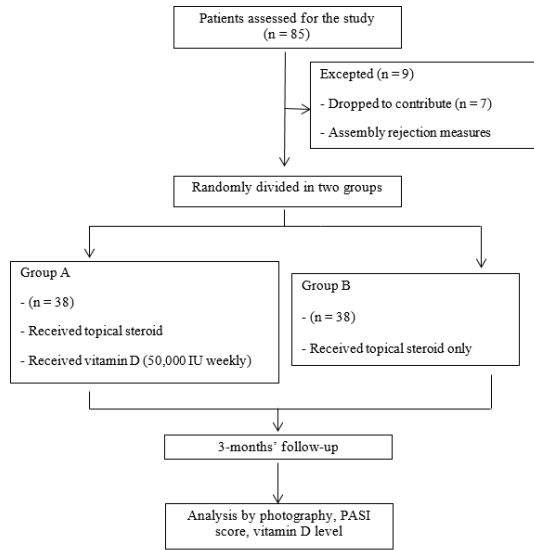 Patients assessed for the study
(n = 85)
Excepted (n = 9)
- Dropped to contribute (n = 7)
- Assembly rejection measures
Randomly divided in two groups
Group A
- (n = 38)
- Received topical steroid
- Received vitamin D (50,000 IU weekly)
Group B
- (n = 38)
- Received topical steroid only
3-months' follow-up
Analysis by photography, PASI
score, vitamin D level